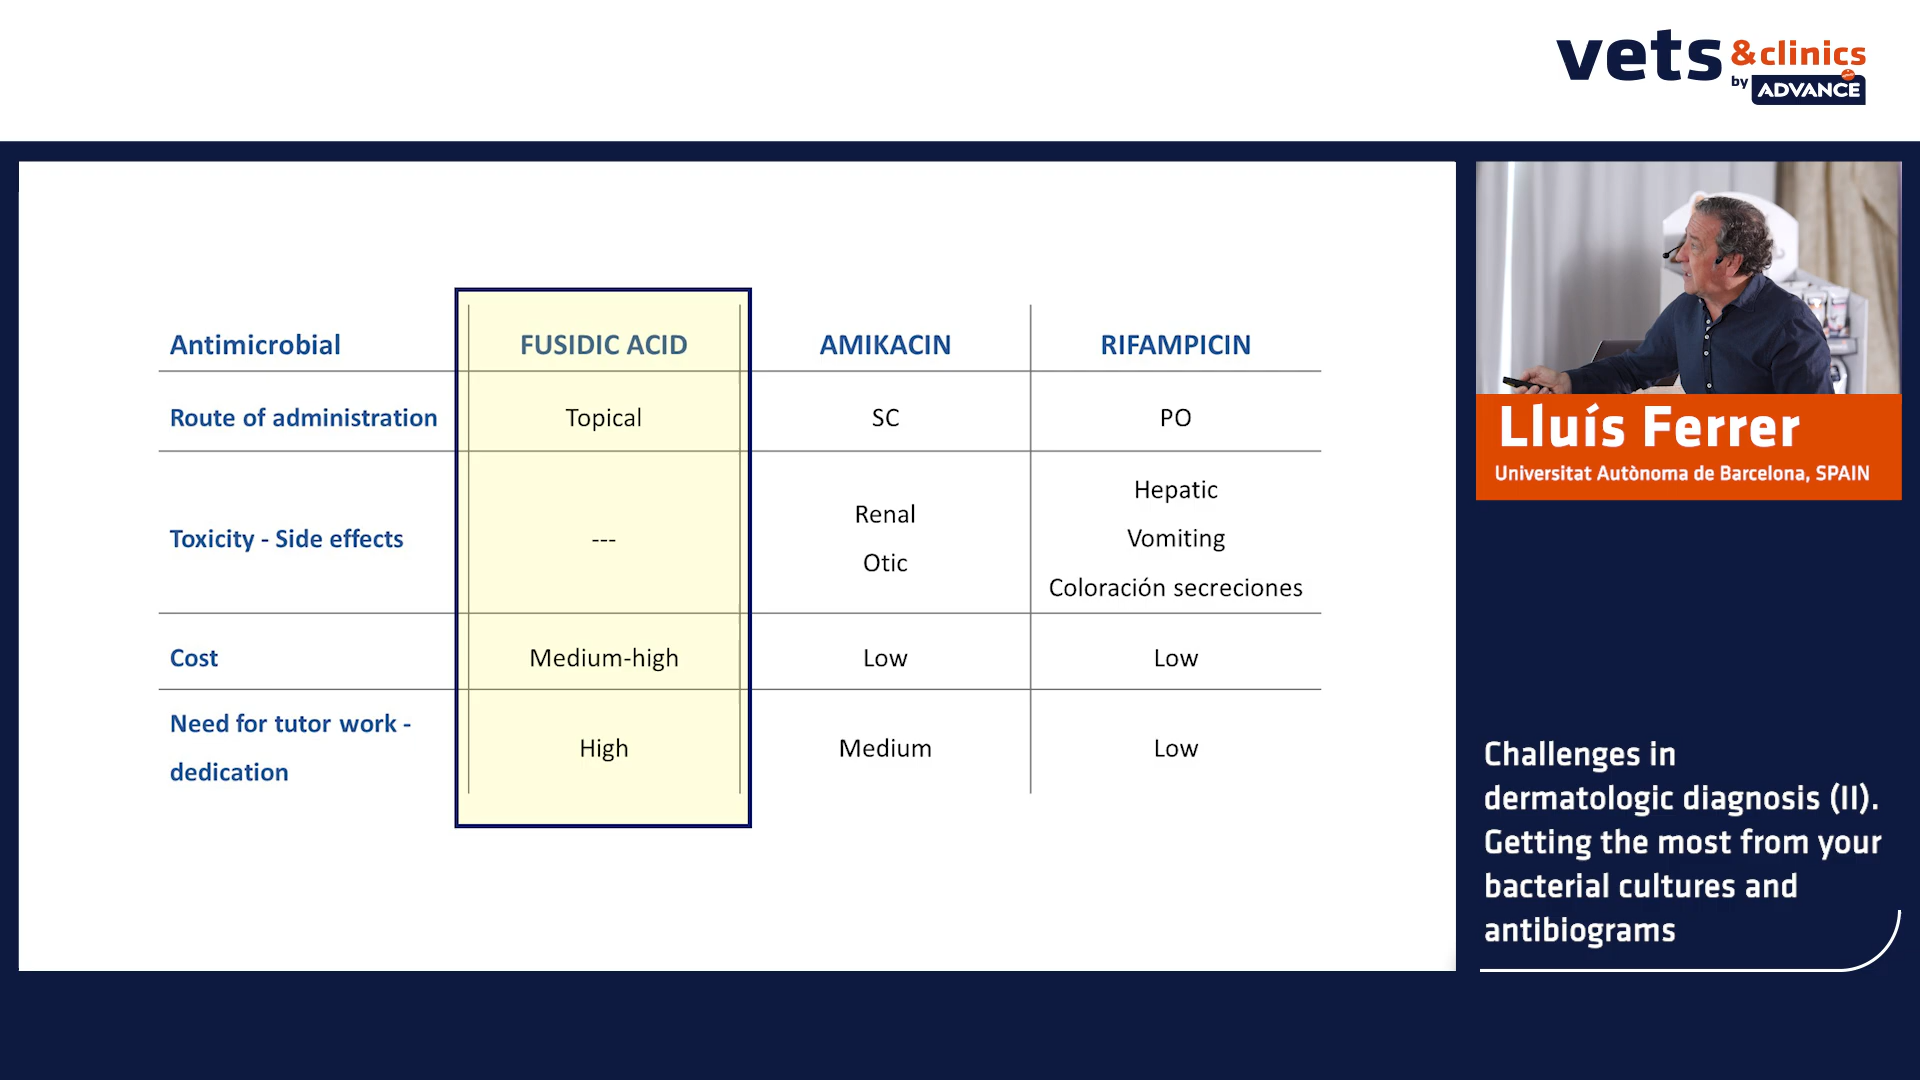 vets &clinics
by ADVANCE
Antimicrobial FUSIDIC ACID AMIKACIN RIFAMPICIN
Route of administration Topical SC PO
Toxicity - Side effects --- Renal Otic Hepatic Vomiting Coloración secreciones
Cost Medium-high Low Low
Need for tutor work - dedication High Medium Low
Lluís Ferrer
Universitat Autònoma de Barcelona, SPAIN
Challenges in
dermatologic diagnosis (II).
Getting the most from your
bacterial cultures and
antibiograms